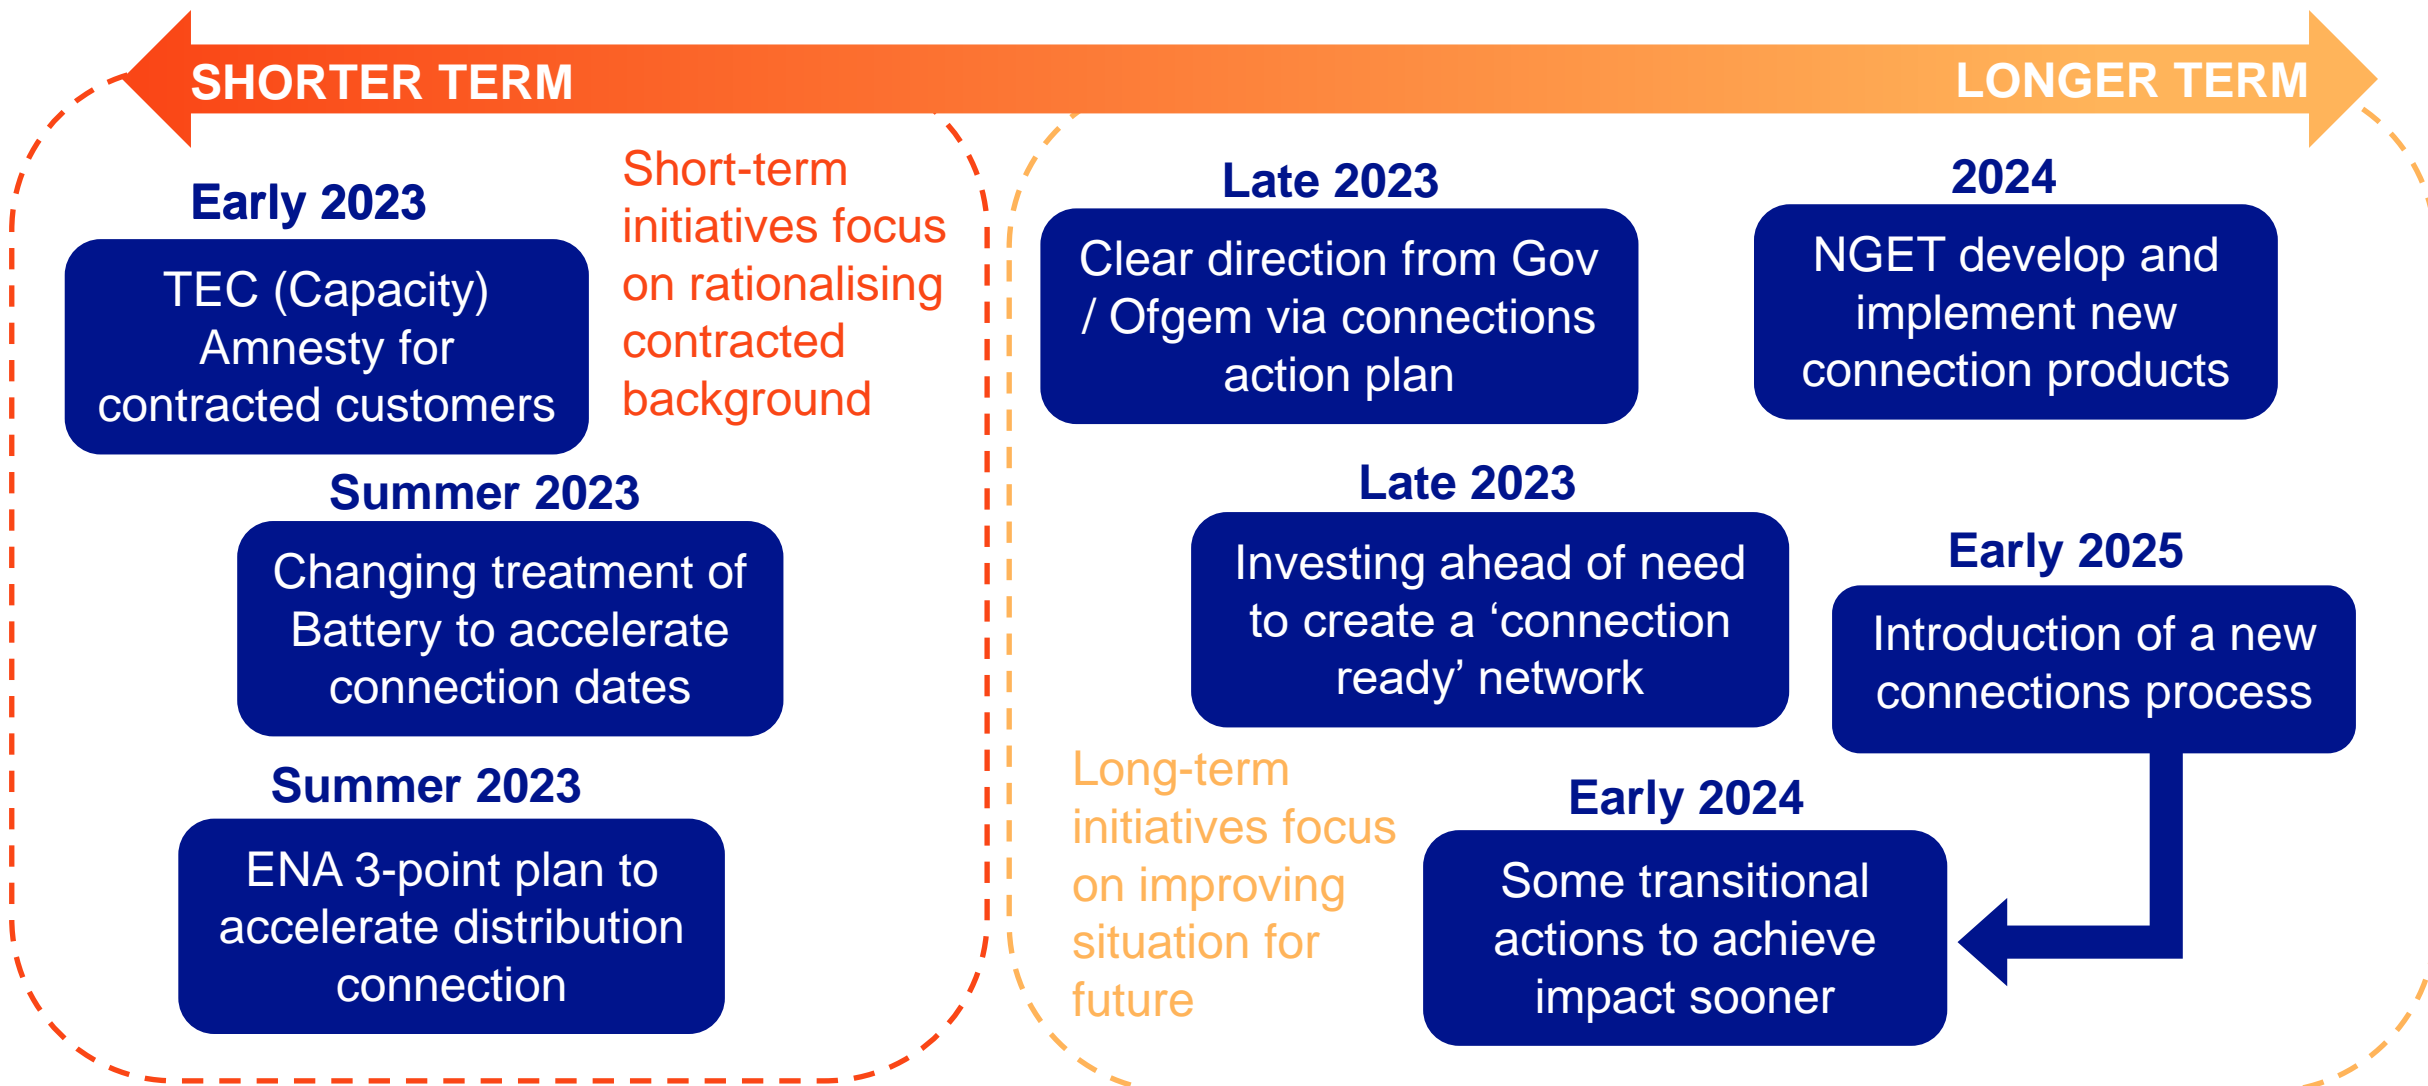 SHORTER TERM
LONGER TERM
Early 2023
TEC (Capacity)
Amnesty for
contracted customers
Short-term
initiatives focus
on rationalising
contracted
background
Summer 2023
Changing treatment of
Battery to accelerate
connection dates
Summer 2023
ENA 3-point plan to
accelerate distribution
connection
Late 2023
Clear direction from Gov
/ Ofgem via connections
action plan
2024
NGET develop and
implement new
connection products
Late 2023
Investing ahead of need
to create a ‘connection
ready’ network
Early 2025
Introduction of a new
connections process
Long-term
initiatives focus
on improving
situation for
future
Early 2024
Some transitional
actions to achieve
impact sooner